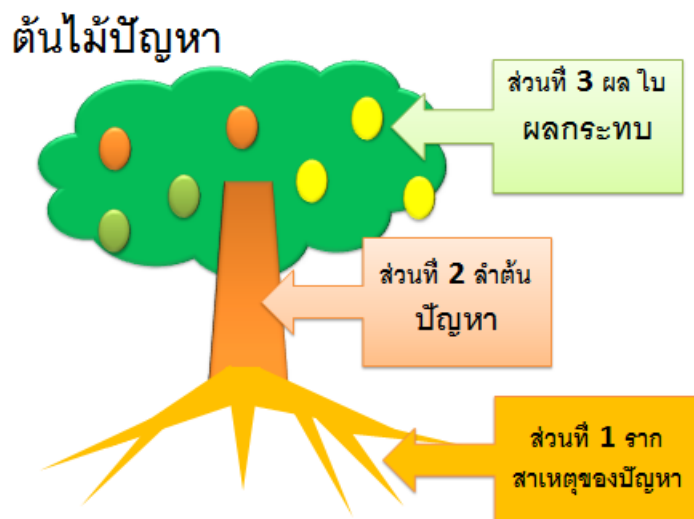 ต้นไม้ปัญหา
ส่วนที่ 3 ผล ใบ
ผลกระทบ
ส่วนที่ 2 ลำต้น
ปัญหา
ส่วนที่ 1 ราก
สาเหตุของปัญหา